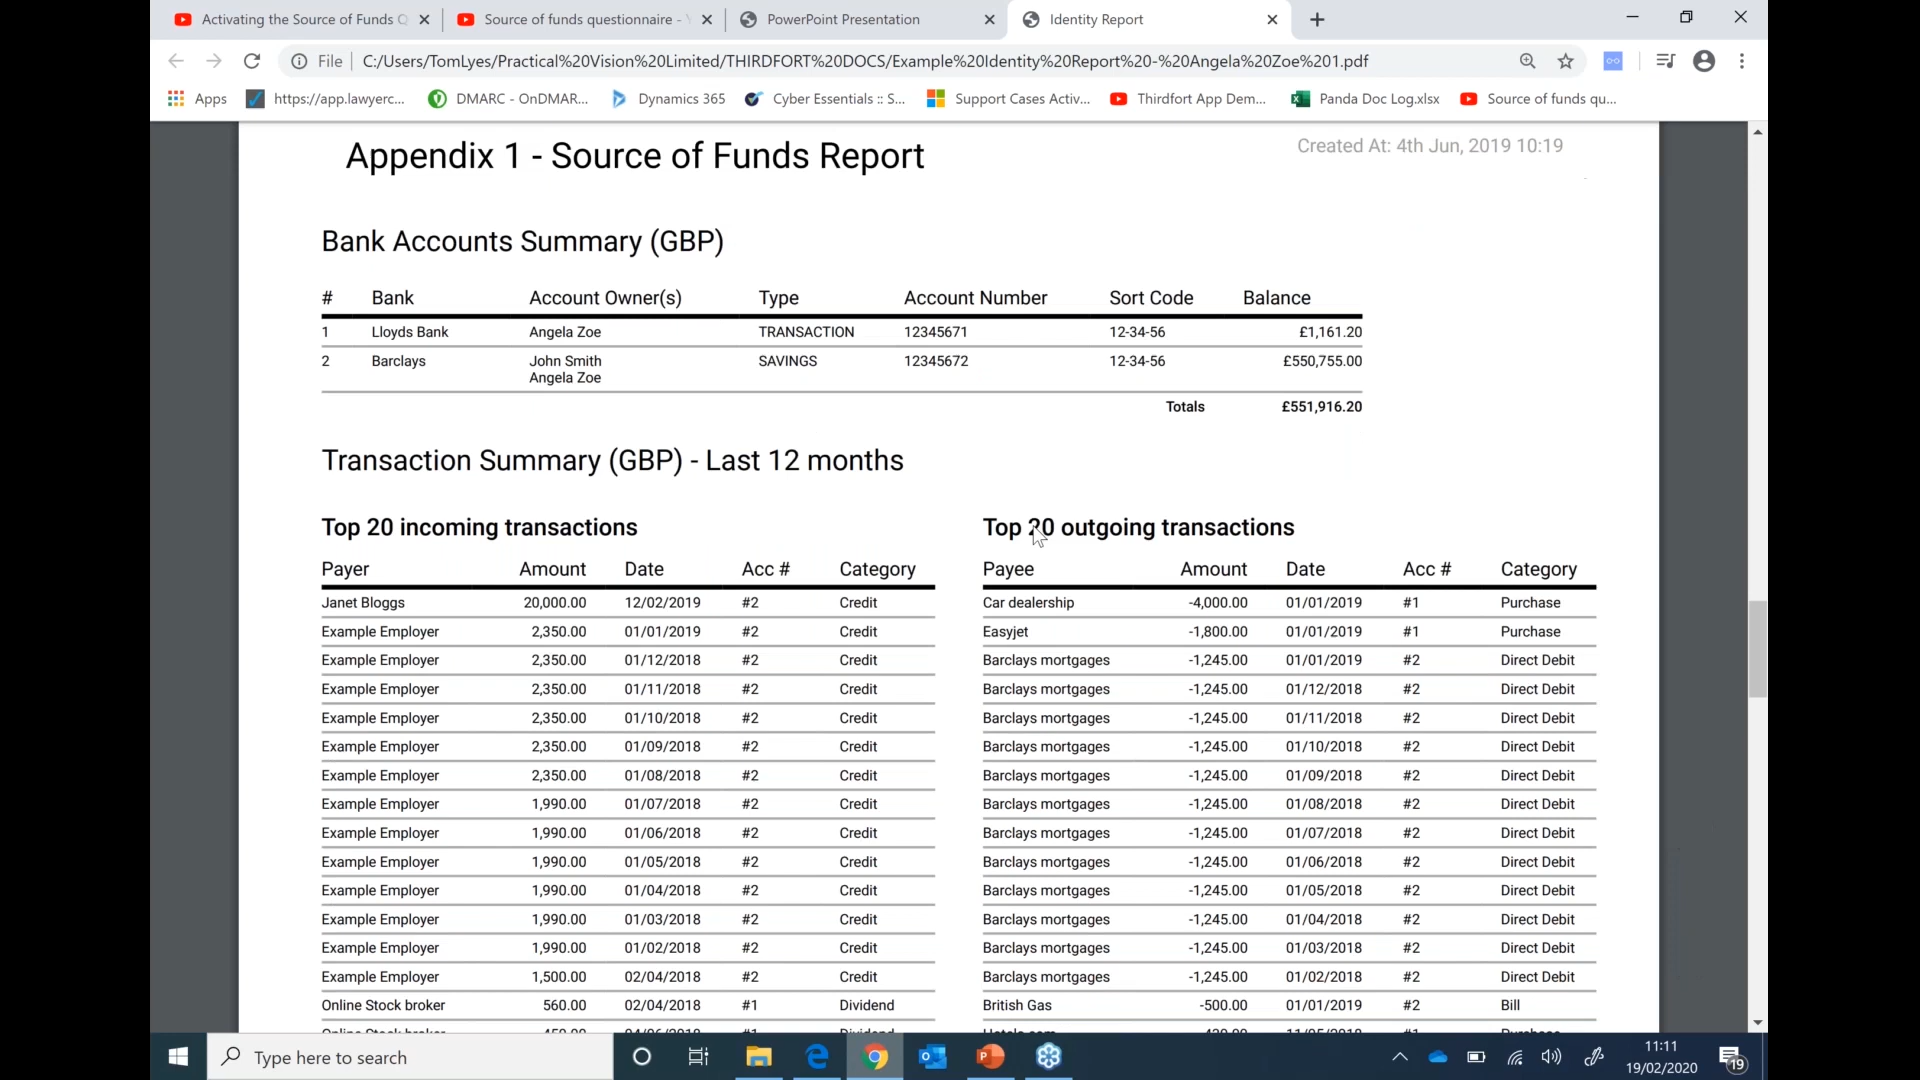 Activating the Source of Funds Q
Source of funds questionnaire - Y
PowerPoint Presentation
Identity Report
File
C:/Users/TomLyes/Practical%20Vision%20Limited/THIRDFORT%20DOCS/Example%20Identity%20Report%20-%20Angela%20Zoe%201.pdf
Apps
https://app.lawyerc...
DMARC - OnDMAR...
Dynamics 365
Cyber Essentials :: S...
Support Cases Activ...
Thirdfort App Dem...
Panda Doc Log.xlsx
Source of funds qu...
Appendix 1 - Source of Funds Report
Created At: 4th Jun, 2019 10:19
Bank Accounts Summary (GBP)
# Bank Account Owner(s) Type Account Number Sort Code Balance
1 Lloyds Bank Angela Zoe TRANSACTION 12345671 12-34-56 £1,161.20
2 Barclays John Smith SAVINGS 12345672 12-34-56 £550,755.00
Angela Zoe
Totals £551,916.20
Transaction Summary (GBP) - Last 12 months
Top 20 incoming transactions
Payer Amount Date Acc # Category
Janet Bloggs 20,000.00 12/02/2019 #2 Credit
Example Employer 2,350.00 01/01/2019 #2 Credit
Example Employer 2,350.00 01/12/2018 #2 Credit
Example Employer 2,350.00 01/11/2018 #2 Credit
Example Employer 2,350.00 01/10/2018 #2 Credit
Example Employer 2,350.00 01/09/2018 #2 Credit
Example Employer 2,350.00 01/08/2018 #2 Credit
Example Employer 1,990.00 01/07/2018 #2 Credit
Example Employer 1,990.00 01/06/2018 #2 Credit
Example Employer 1,990.00 01/05/2018 #2 Credit
Example Employer 1,990.00 01/04/2018 #2 Credit
Example Employer 1,990.00 01/03/2018 #2 Credit
Example Employer 1,990.00 01/02/2018 #2 Credit
Example Employer 1,500.00 02/04/2018 #2 Credit
Online Stock broker 560.00 02/04/2018 #1 Dividend
Top 20 outgoing transactions
Payee Amount Date Acc # Category
Car dealership -4,000.00 01/01/2019 #1 Purchase
Easyjet -1,800.00 01/01/2019 #1 Purchase
Barclays mortgages -1,245.00 01/01/2019 #2 Direct Debit
Barclays mortgages -1,245.00 01/12/2018 #2 Direct Debit
Barclays mortgages -1,245.00 01/11/2018 #2 Direct Debit
Barclays mortgages -1,245.00 01/10/2018 #2 Direct Debit
Barclays mortgages -1,245.00 01/09/2018 #2 Direct Debit
Barclays mortgages -1,245.00 01/08/2018 #2 Direct Debit
Barclays mortgages -1,245.00 01/07/2018 #2 Direct Debit
Barclays mortgages -1,245.00 01/06/2018 #2 Direct Debit
Barclays mortgages -1,245.00 01/05/2018 #2 Direct Debit
Barclays mortgages -1,245.00 01/04/2018 #2 Direct Debit
Barclays mortgages -1,245.00 01/03/2018 #2 Direct Debit
Barclays mortgages -1,245.00 01/02/2018 #2 Direct Debit
British Gas -500.00 01/01/2019 #2 Bill
Type here to search
11:11
19/02/2020
19